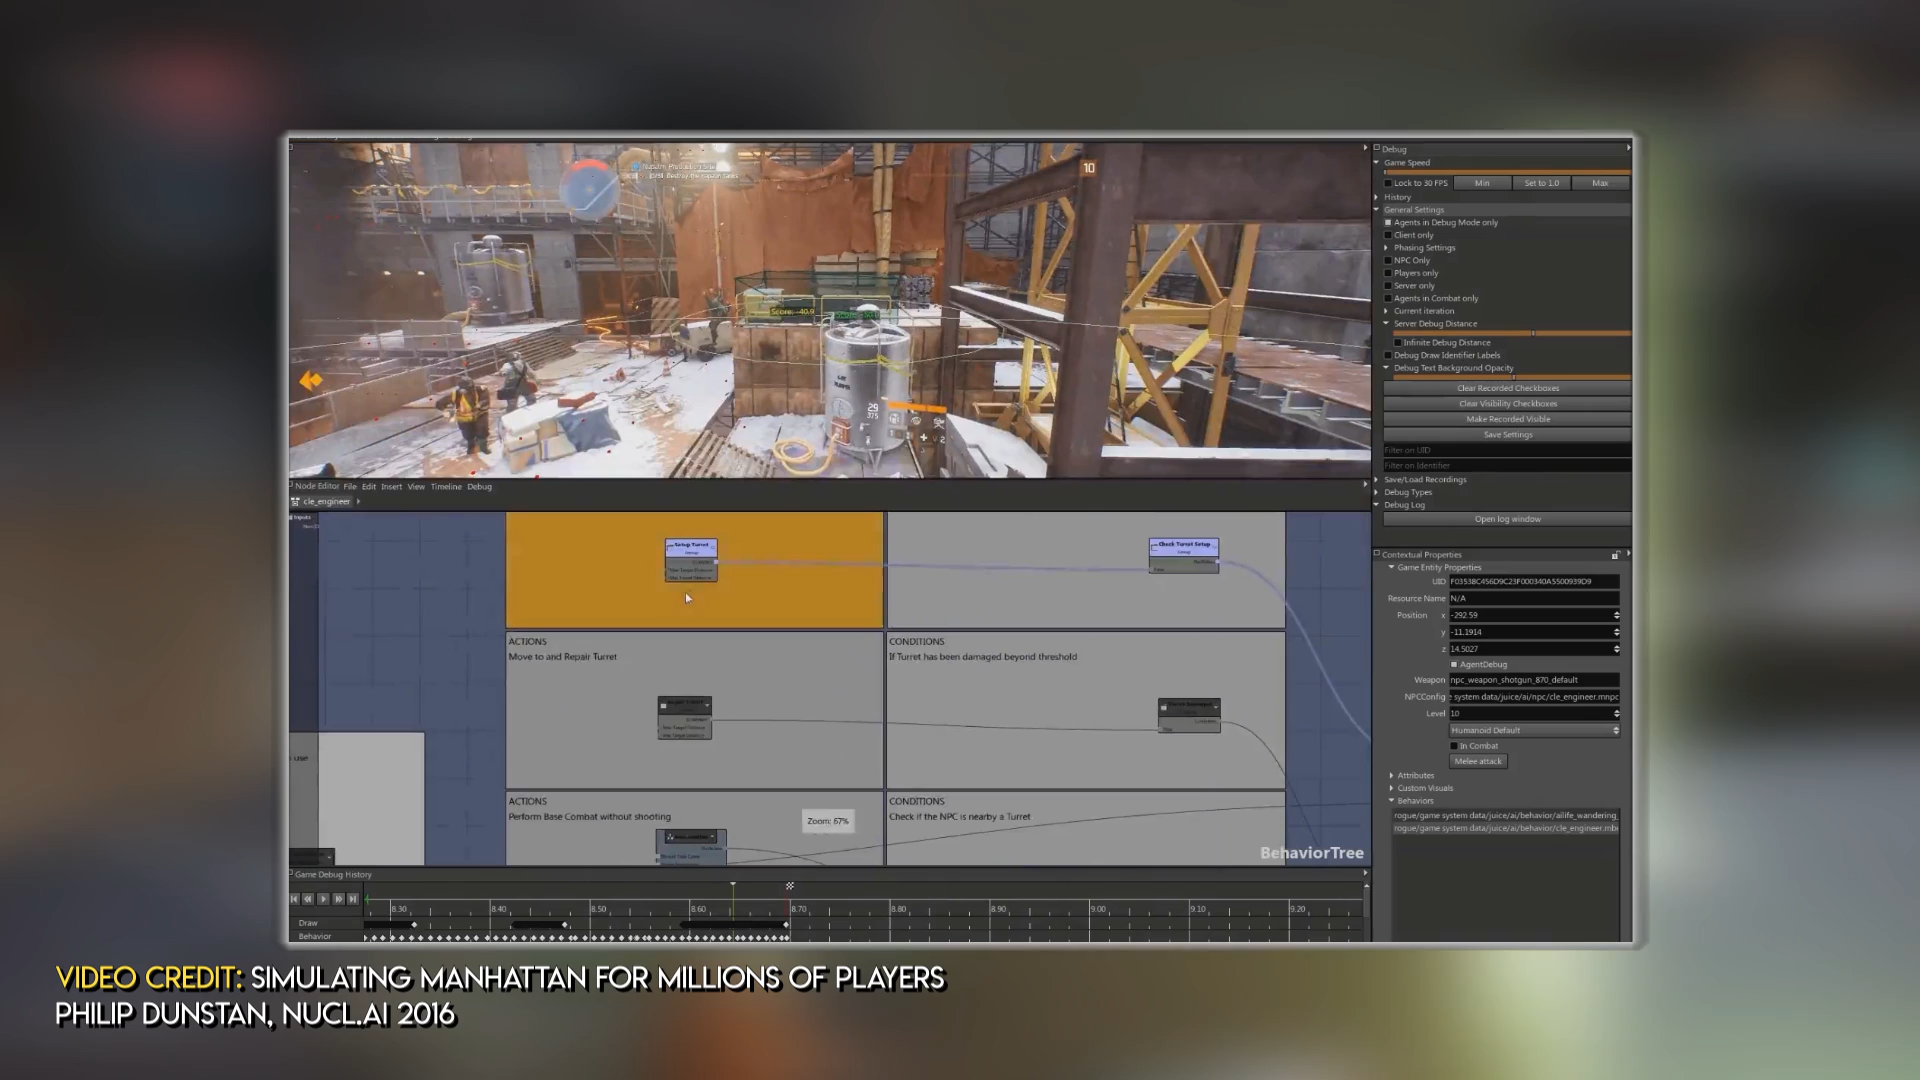 10
Score: -40.9
29
Node Editor File Edit Insert View Timeline Debug
cle_engineer
Setup Turret
Check Turret Setup
ACTIONS
Move to and Repair Turret
CONDITIONS
If Turret has been damaged beyond threshold
use
ACTIONS
Perform Base Combat without shooting
Zoom: 67%
CONDITIONS
Check if the NPC is nearby a Turret
BehaviorTree
Game Debug History
8.30 8.40 8.50 8.60 8.70 8.80 8.90 9.00 9.10 9.20
Draw
Behavior
Debug
Game Speed
Lock to 30 FPS Min Set to 1.0 Max
History
General Settings
Agents in Debug Mode only
Client only
Phasing Settings
NPC Only
Players only
Server only
Agents in Combat only
Current iteration
Server Debug Distance
Infinite Debug Distance
Debug Draw Identifier Labels
Debug Text Background Opacity
Clear Recorded Checkboxes
Clear Visibility Checkboxes
Make Recorded Visible
Save Settings
Filter on UID
Filter on Identifier
Save/Load Recordings
Debug Types
Debug Log
Open log window
Contextual Properties
Game Entity Properties
UID F03538C456D9C23F000340A5500939D9
Resource Name N/A
Position x -292.59
y -11.1914
z 14.5027
AgentDebug
Weapon npc_weapon_shotgun_870_default
NPCConfig e system data/juice/ai/npc/cle_engineer.mnpc
Level 10
Humanoid Default
In Combat
Melee attack
Attributes
Custom Visuals
Behaviors
rogue/game system data/juice/ai/behavior/ailife_wandering_
rogue/game system data/juice/ai/behavior/cle_engineer.mbe
VIDEO CREDIT: SIMULATING MANHATTAN FOR MILLIONS OF PLAYERS
PHILIP DUNSTAN, NUCL.AI 2016